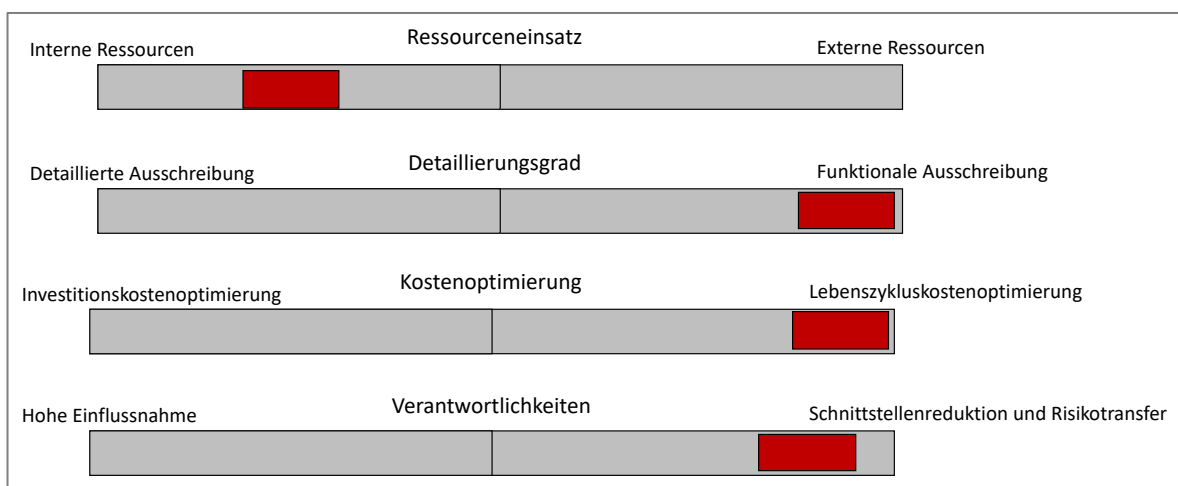 Ressourceneinsatz
Interne Ressourcen
Externe Ressourcen
Detaillierungsgrad
Detaillierte Ausschreibung
Funktionale Ausschreibung
Kostenoptimierung
Investitionskostenoptimierung
Lebenszykluskostenoptimierung
Verantwortlichkeiten
Hohe Einflussnahme
Schnittstellenreduktion und Risikotransfer